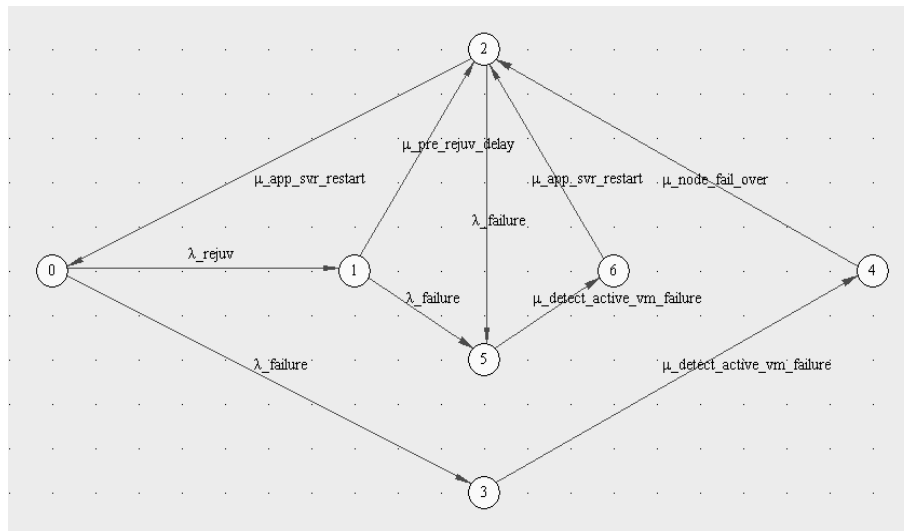 2
μ_pre_rejuv_delay
μ_app_svr_restart
μ_app_svr_restart
μ_node_fail_over
λ_failure
λ_rejuv
0
1
6
4
λ_failure
μ_detect_active_vm_failure
5
λ_failure
μ_detect_active_vm_failure
3